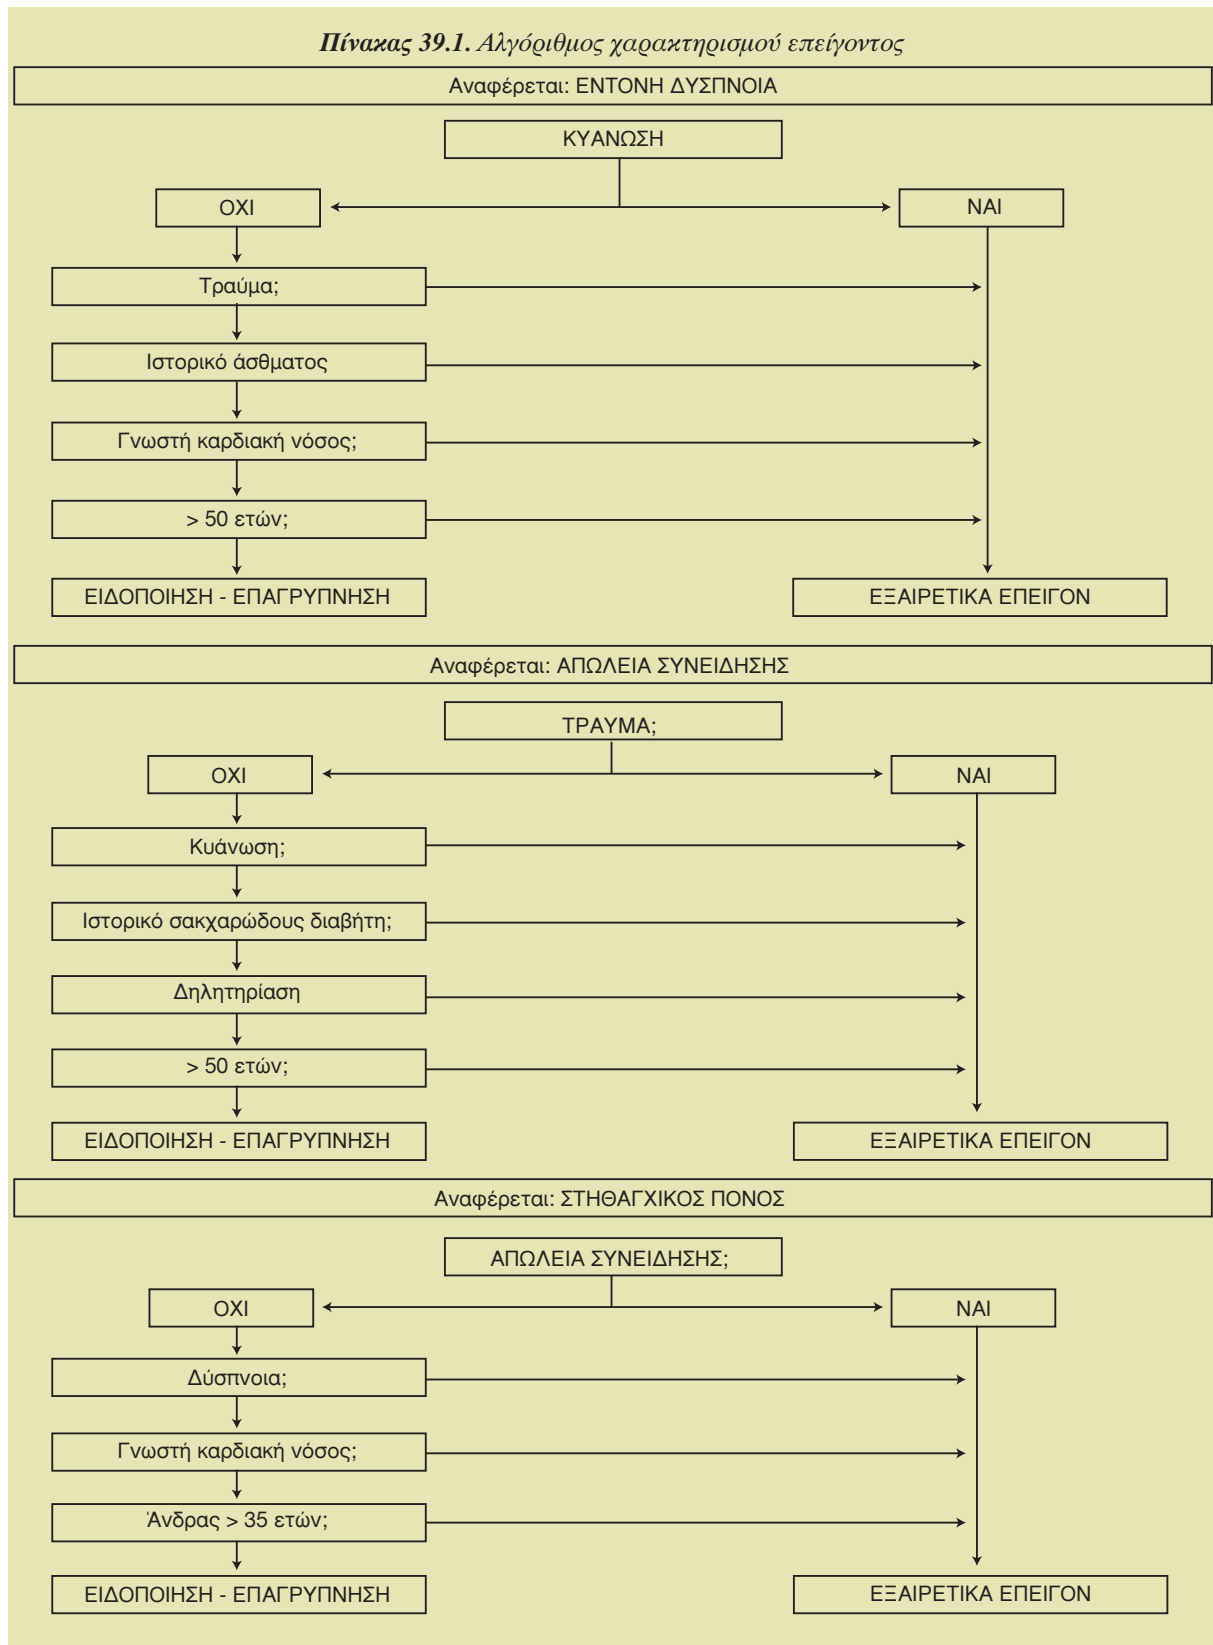 Πίνακας 39.1. Αλγόριθμος χαρακτηρισμού επείγοντος
Αναφέρεται: ΕΝΤΟΝΗ ΔΥΣΠΝΟΙΑ
ΚΥΑΝΩΣΗ
ΟΧΙ
ΝΑΙ
Τραύμα;
Ιστορικό άσθματος
Γνωστή καρδιακή νόσος;
> 50 ετών;
ΕΙΔΟΠΟΙΗΣΗ - ΕΠΑΓΡΥΠΝΗΣΗ
ΕΞΑΙΡΕΤΙΚΑ ΕΠΕΙΓΟΝ
Αναφέρεται: ΑΠΩΛΕΙΑ ΣΥΝΕΙΔΗΣΗΣ
ΤΡΑΥΜΑ;
ΟΧΙ
ΝΑΙ
Κυάνωση;
Ιστορικό σακχαρώδους διαβήτη;
Δηλητηρίαση
> 50 ετών;
ΕΙΔΟΠΟΙΗΣΗ - ΕΠΑΓΡΥΠΝΗΣΗ
ΕΞΑΙΡΕΤΙΚΑ ΕΠΕΙΓΟΝ
Αναφέρεται: ΣΤΗΘΑΓΧΙΚΟΣ ΠΟΝΟΣ
ΑΠΩΛΕΙΑ ΣΥΝΕΙΔΗΣΗΣ;
ΟΧΙ
ΝΑΙ
Δύσπνοια;
Γνωστή καρδιακή νόσος;
Άνδρας > 35 ετών;
ΕΙΔΟΠΟΙΗΣΗ - ΕΠΑΓΡΥΠΝΗΣΗ
ΕΞΑΙΡΕΤΙΚΑ ΕΠΕΙΓΟΝ